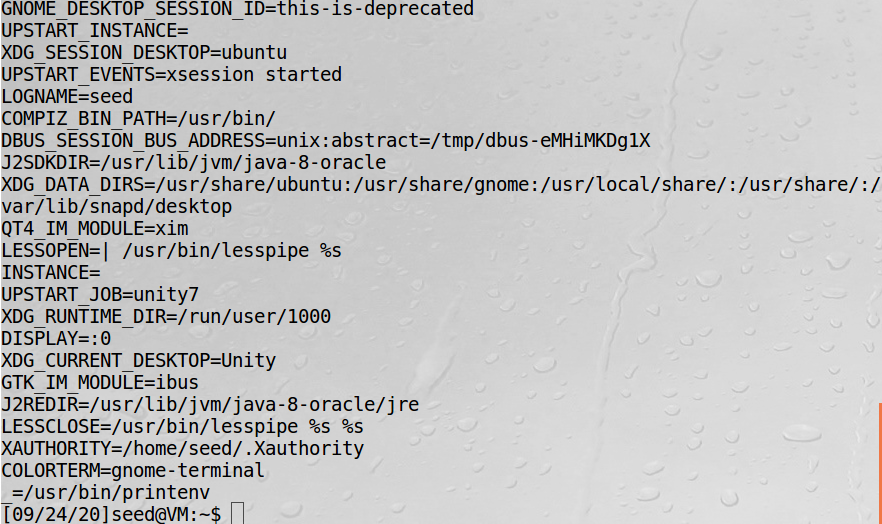 GNOME_DESKTOP_SESSION_ID=this-is-deprecated
UPSTART_INSTANCE=
XDG_SESSION_DESKTOP=ubuntu
UPSTART_EVENTS=xsession started
LOGNAME=seed
COMPIZ_BIN_PATH=/usr/bin/
DBUS_SESSION_BUS_ADDRESS=unix:abstract=/tmp/dbus-eMHiMKDg1X
J2SDKDIR=/usr/lib/jvm/java-8-oracle
XDG_DATA_DIRS=/usr/share/ubuntu:/usr/share/gnome:/usr/local/share/:/usr/share/:/
var/lib/snapd/desktop
QT4_IM_MODULE=xim
LESSOPEN=| /usr/bin/lesspipe %s
INSTANCE=
UPSTART_JOB=unity7
XDG_RUNTIME_DIR=/run/user/1000
DISPLAY=:0
XDG_CURRENT_DESKTOP=Unity
GTK_IM_MODULE=ibus
J2REDIR=/usr/lib/jvm/java-8-oracle/jre
LESSCLOSE=/usr/bin/lesspipe %s %s
XAUTHORITY=/home/seed/.Xauthority
COLORTERM=gnome-terminal
_=/usr/bin/printenv
[09/24/20]seed@VM:~$